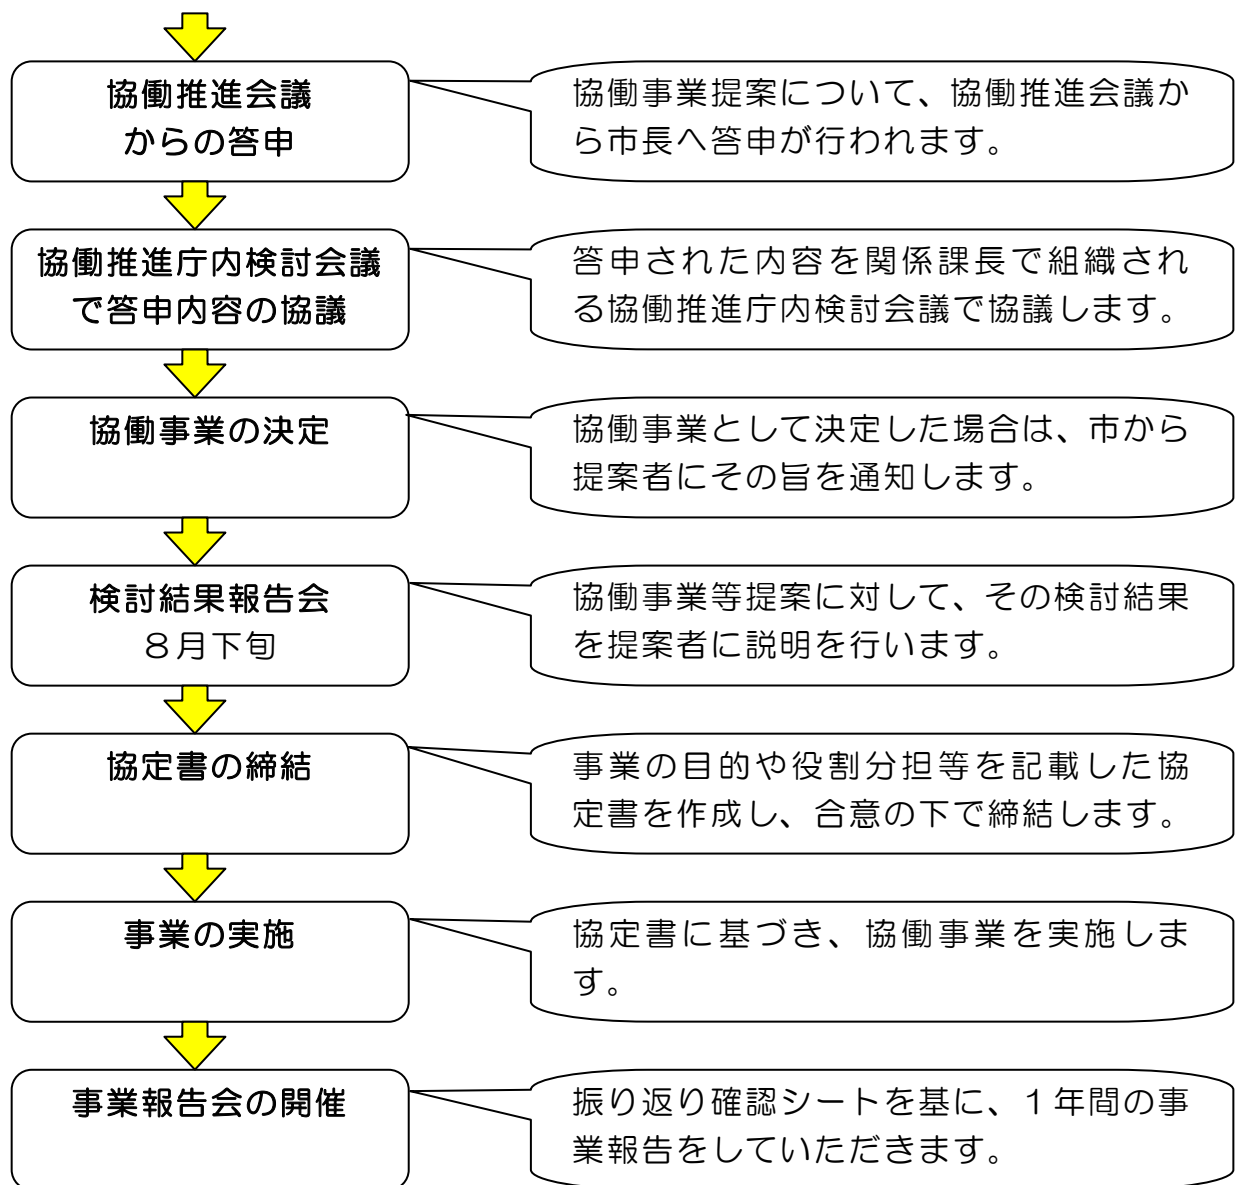 協働推進会議
からの答申
協働事業提案について、協働推進会議か
ら市長へ答申が行われます。
協働推進庁内検討会議
で答申内容の協議
答申された内容を関係課長で組織され
る協働推進庁内検討会議で協議します。
協働事業の決定
協働事業として決定した場合は、市から
提案者にその旨を通知します。
検討結果報告会
８月下旬
協働事業等提案に対して、その検討結果
を提案者に説明を行います。
協定書の締結
事業の目的や役割分担等を記載した協
定書を作成し、合意の下で締結します。
事業の実施
協定書に基づき、協働事業を実施しま
す。
事業報告会の開催
振り返り確認シートを基に、１年間の事
業報告をしていただきます。